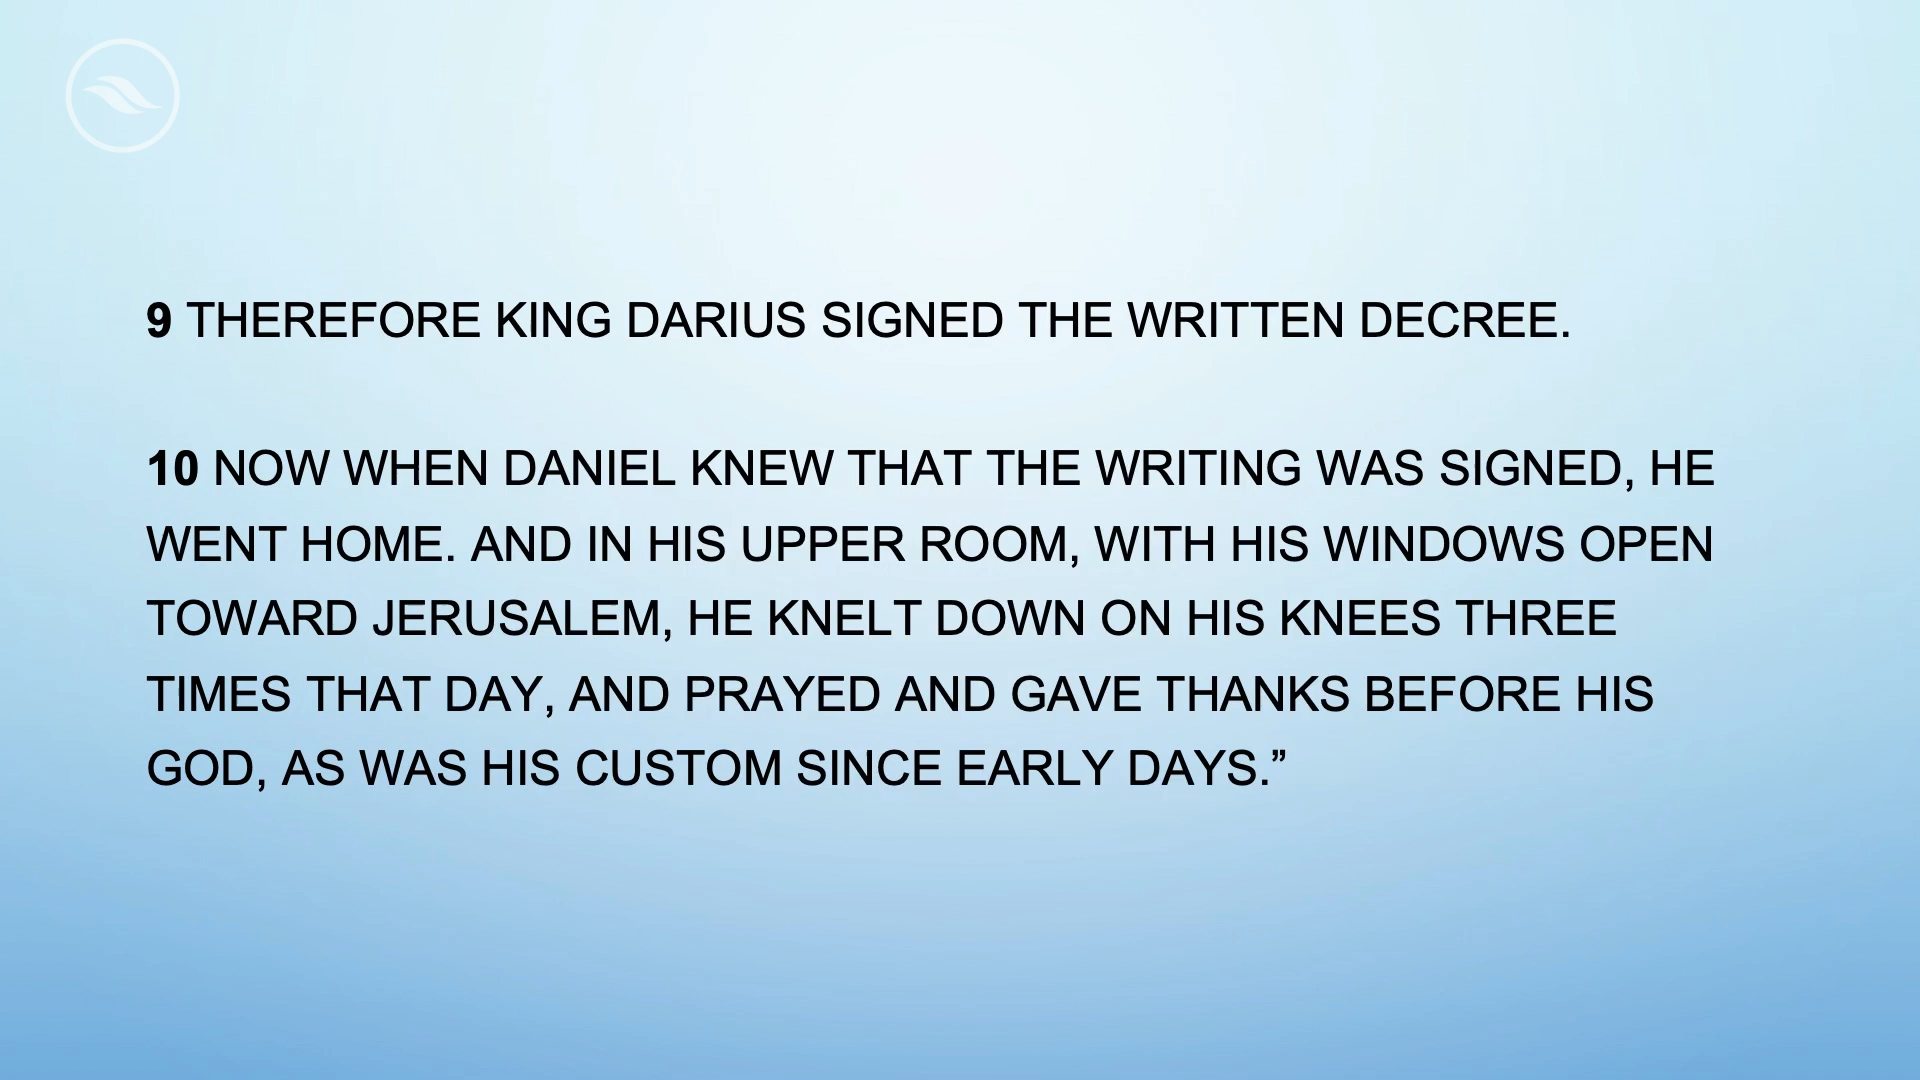 9 THEREFORE KING DARIUS SIGNED THE WRITTEN DECREE.
10 NOW WHEN DANIEL KNEW THAT THE WRITING WAS SIGNED, HE
WENT HOME. AND IN HIS UPPER ROOM, WITH HIS WINDOWS OPEN
TOWARD JERUSALEM, HE KNELT DOWN ON HIS KNEES THREE
TIMES THAT DAY, AND PRAYED AND GAVE THANKS BEFORE HIS
GOD, AS WAS HIS CUSTOM SINCE EARLY DAYS.”